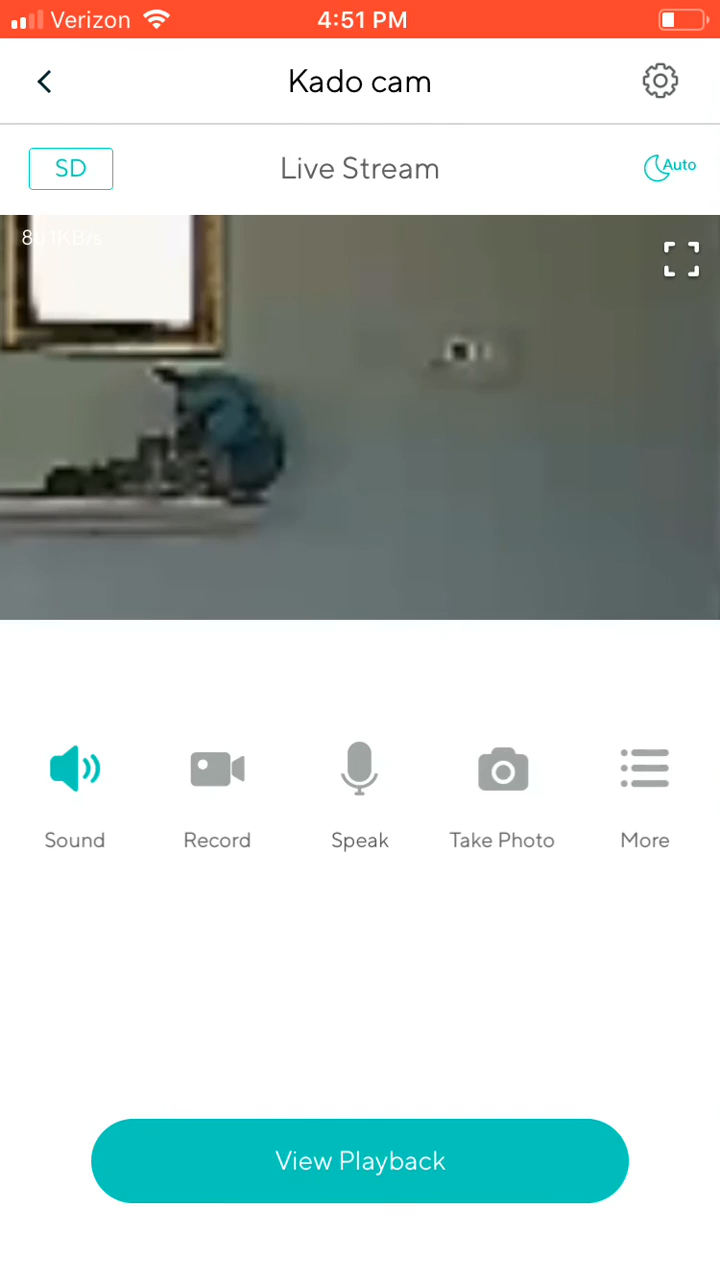 Verizon 4:51 PM
Kado cam
SD Live Stream Auto
Sound Record Speak Take Photo More
View Playback